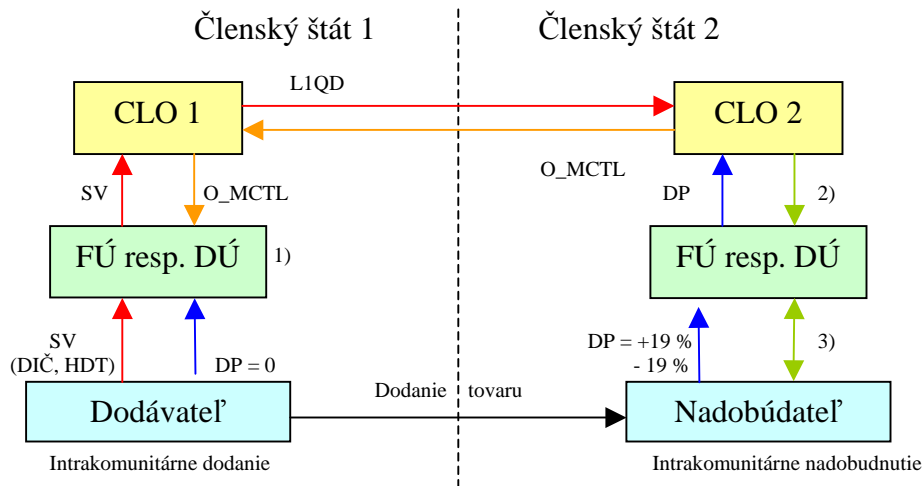 Členský štát 1
Členský štát 2
L1QD
CLO 1
CLO 2
O_MCTL
SV
O_MCTL
DP
2)
FÚ resp. DÚ
1)
FÚ resp. DÚ
SV
(DIČ, HDT)
DP = 0
DP = +19 %
- 19 %
3)
Dodanie tovaru
Dodávateľ
Nadobúdateľ
Intrakomunitárne dodanie
Intrakomunitárne nadobudnutie